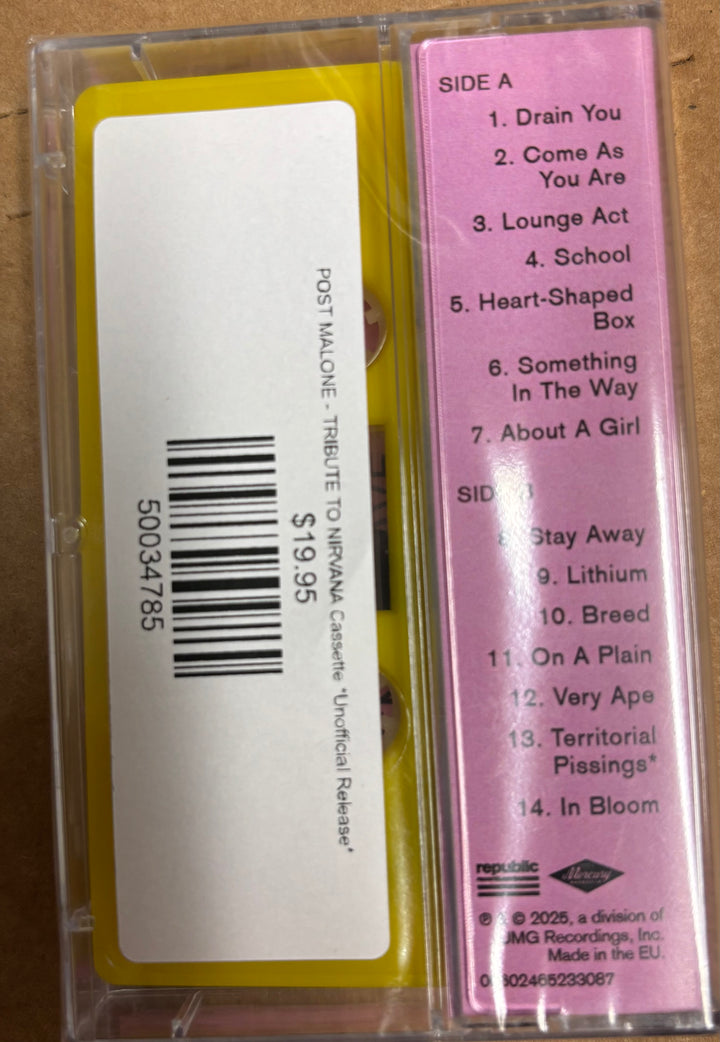 POST MALONE - TRIBUTE TO NIRVANA Cassette *Unofficial Release*
$19.95
50034785
SIDE A
1. Drain You
2. Come As
You Are
3. Lounge Act
4. School
5. Heart-Shaped
Box
6. Something
In The Way
7. About A Girl
Stay Away
9. Lithium
10. Breed
11. On A Plain
12. Very Ape
13. Territorial
Pissings*
14. In Bloom
republic
Mercury
℗ & © 2025, a division of
UMG Recordings, Inc.
Made in the EU.